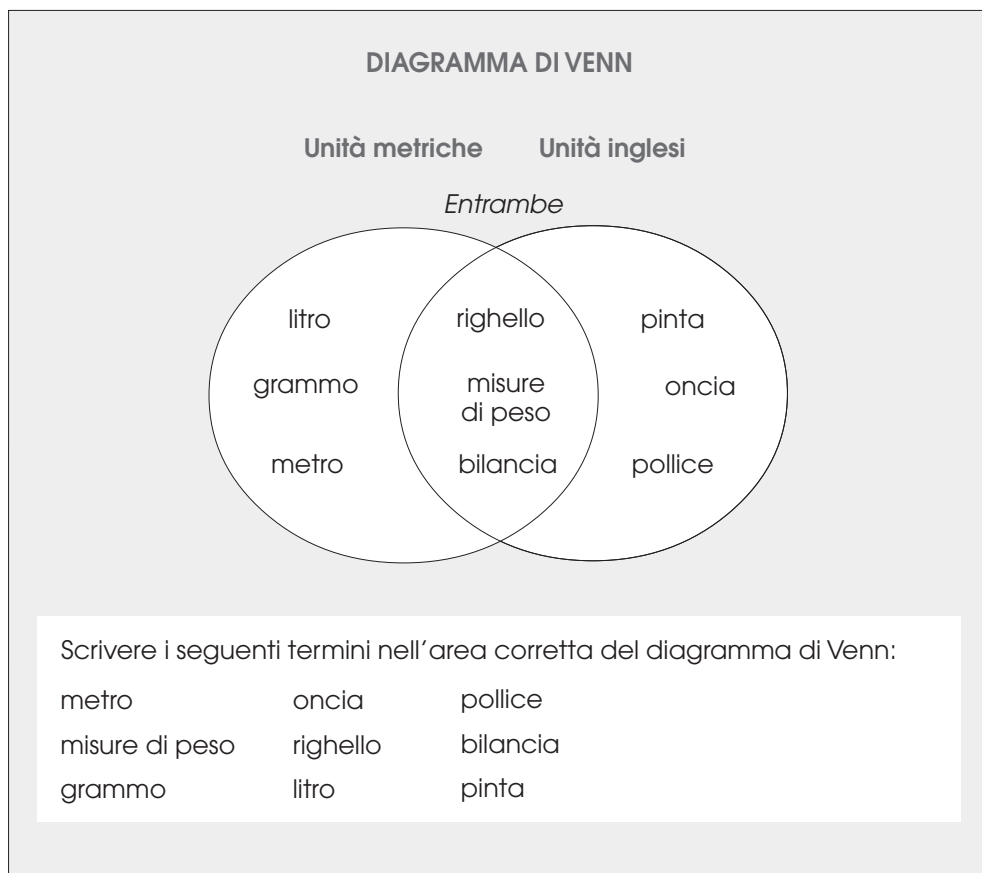 DIAGRAMMA DI VENN
Unità metriche Unità inglesi
Entrambe
litro righello pinta
grammo misure di peso oncia
metro bilancia pollice
Scrivere i seguenti termini nell'area corretta del diagramma di Venn:
metro oncia pollice
misure di peso righello bilancia
grammo litro pinta